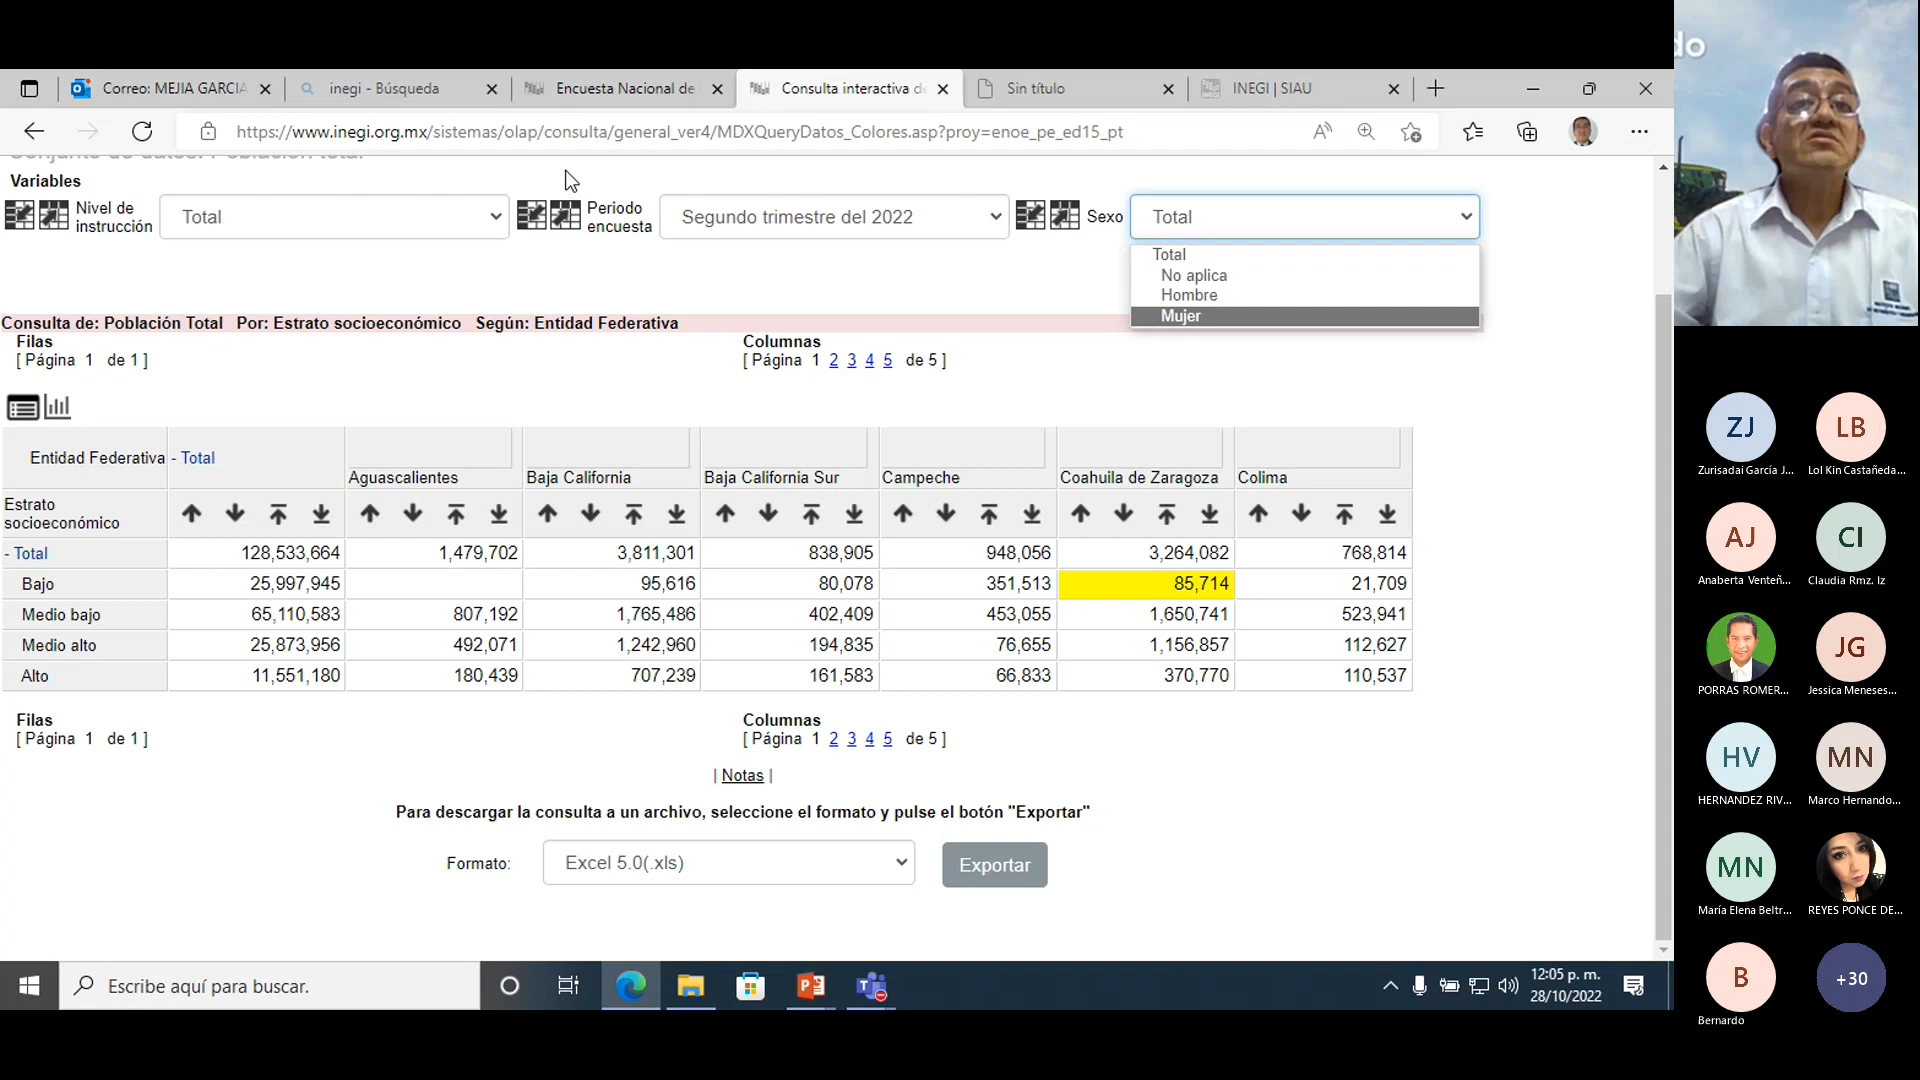 do
Correo: MEJIA GARCIA
inegi - Búsqueda
Encuesta Nacional de
Consulta interactiva d
Sin título
INEGI | SIAU
https://www.inegi.org.mx/sistemas/olap/consulta/general_ver4/MDXQueryDatos_Colores.asp?proy=enoe_pe_ed15_pt
Conjunto de datos: Población total
Variables
Nivel de instrucción Total
Periodo encuesta Segundo trimestre del 2022
Sexo Total
Total
No aplica
Hombre
Mujer
Consulta de: Población Total Por: Estrato socioeconómico Según: Entidad Federativa
Filas
[ Página 1 de 1 ]
Columnas
[ Página 1 2 3 4 5 de 5 ]
Entidad Federativa - Total Aguascalientes Baja California Baja California Sur Campeche Coahuila de Zaragoza Colima
Estrato socioeconómico
- Total 128,533,664 1,479,702 3,811,301 838,905 948,056 3,264,082 768,814
Bajo 25,997,945 95,616 80,078 351,513 85,714 21,709
Medio bajo 65,110,583 807,192 1,765,486 402,409 453,055 1,650,741 523,941
Medio alto 25,873,956 492,071 1,242,960 194,835 76,655 1,156,857 112,627
Alto 11,551,180 180,439 707,239 161,583 66,833 370,770 110,537
Filas
[ Página 1 de 1 ]
Columnas
[ Página 1 2 3 4 5 de 5 ]
| Notas |
Para descargar la consulta a un archivo, seleccione el formato y pulse el botón "Exportar"
Formato: Excel 5.0(.xls) Exportar
Escribe aquí para buscar.
12:05 p. m.
28/10/2022
ZJ
Zurisadai García J...
LB
Lol Kin Castañeda...
AJ
Anaberta Venteñ...
CI
Claudia Rmz. Iz
PORRAS ROMER...
JG
Jessica Meneses...
HV
HERNANDEZ RIV...
MN
Marco Hernando...
MN
María Elena Beltr...
REYES PONCE DE...
B
Bernardo
+30